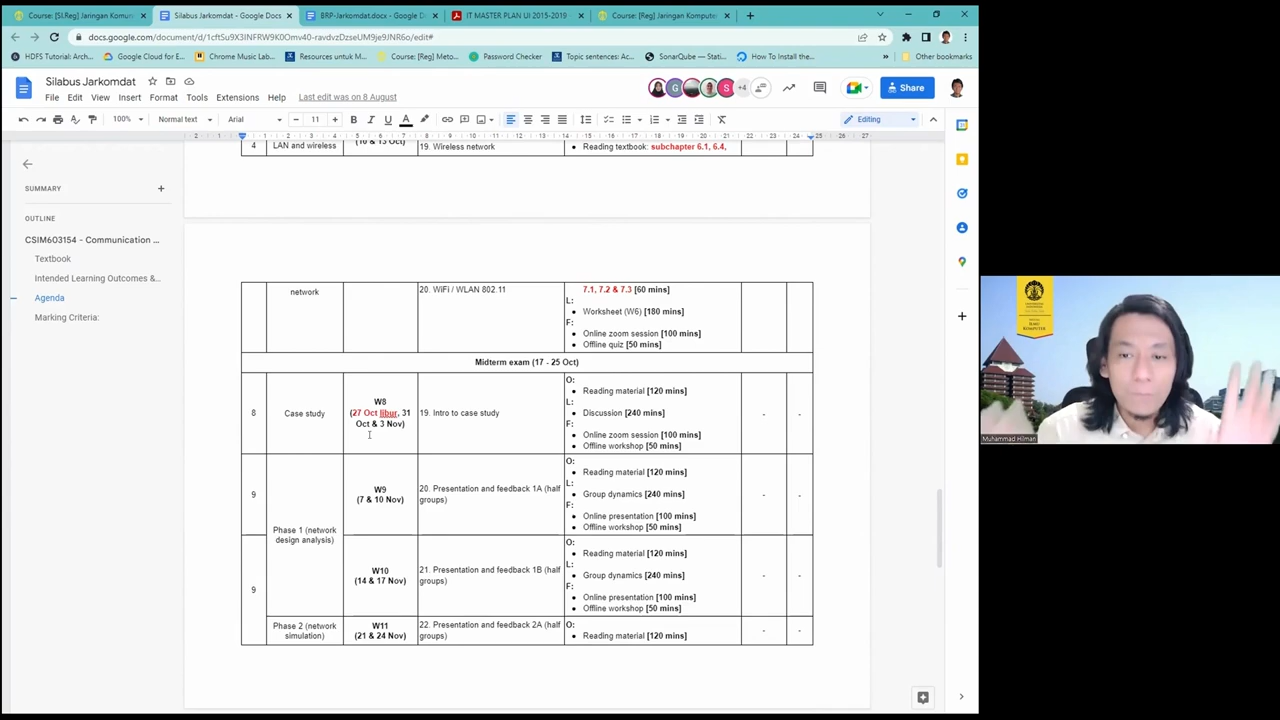 Course: [SI.Reg] Jaringan Komun
Silabus Jarkomdat - Google Docs
BRP-Jarkomdat.docx - Google D
IT MASTER PLAN UI 2015-2019
Course: [Reg] Jaringan Kompute
docs.google.com/document/d/1cftSu9X3INFRW9K0Omv40-ravdvzDzseUM9je9JNR6o/edit#
HDFS Tutorial: Arch...
Google Cloud for E...
Chrome Music Lab...
Resources untuk M...
Course: [Reg] Meto...
Password Checker
Topic sentences: Ac...
SonarQube — Stati...
How To Install the...
»
Other bookmarks
Silabus Jarkomdat
File Edit View Insert Format Tools Extensions Help
Last edit was on 8 August
G
S
+4
Share
100%
Normal text
Arial
11
B I U A
Editing
SUMMARY
OUTLINE
CSIM603154 - Communication ...
Textbook
Intended Learning Outcomes &...
Agenda
Marking Criteria:
4
LAN and wireless
(10 & 13 Oct)
19. Wireless network
Reading textbook: subchapter 6.1, 6.4,
network
20. WiFi / WLAN 802.11
7.1, 7.2 & 7.3 [60 mins]
L:
Worksheet (W6) [180 mins]
F:
Online zoom session [100 mins]
Offline quiz [50 mins]
Midterm exam (17 - 25 Oct)
8
Case study
W8
(27 Oct libur, 31
Oct & 3 Nov)
19. Intro to case study
O:
Reading material [120 mins]
L:
Discussion [240 mins]
F:
Online zoom session [100 mins]
Offline workshop [50 mins]
-
-
9
Phase 1 (network
design analysis)
W9
(7 & 10 Nov)
20. Presentation and feedback 1A (half
groups)
O:
Reading material [120 mins]
L:
Group dynamics [240 mins]
F:
Online presentation [100 mins]
Offline workshop [50 mins]
-
-
9
W10
(14 & 17 Nov)
21. Presentation and feedback 1B (half
groups)
O:
Reading material [120 mins]
L:
Group dynamics [240 mins]
F:
Online presentation [100 mins]
Offline workshop [50 mins]
-
-
Phase 2 (network
simulation)
W11
(21 & 24 Nov)
22. Presentation and feedback 2A (half
groups)
O:
Reading material [120 mins]
-
-
UNIVERSITAS
INDONESIA
FAKULTAS
ILMU
KOMPUTER
Muhammad Hilman